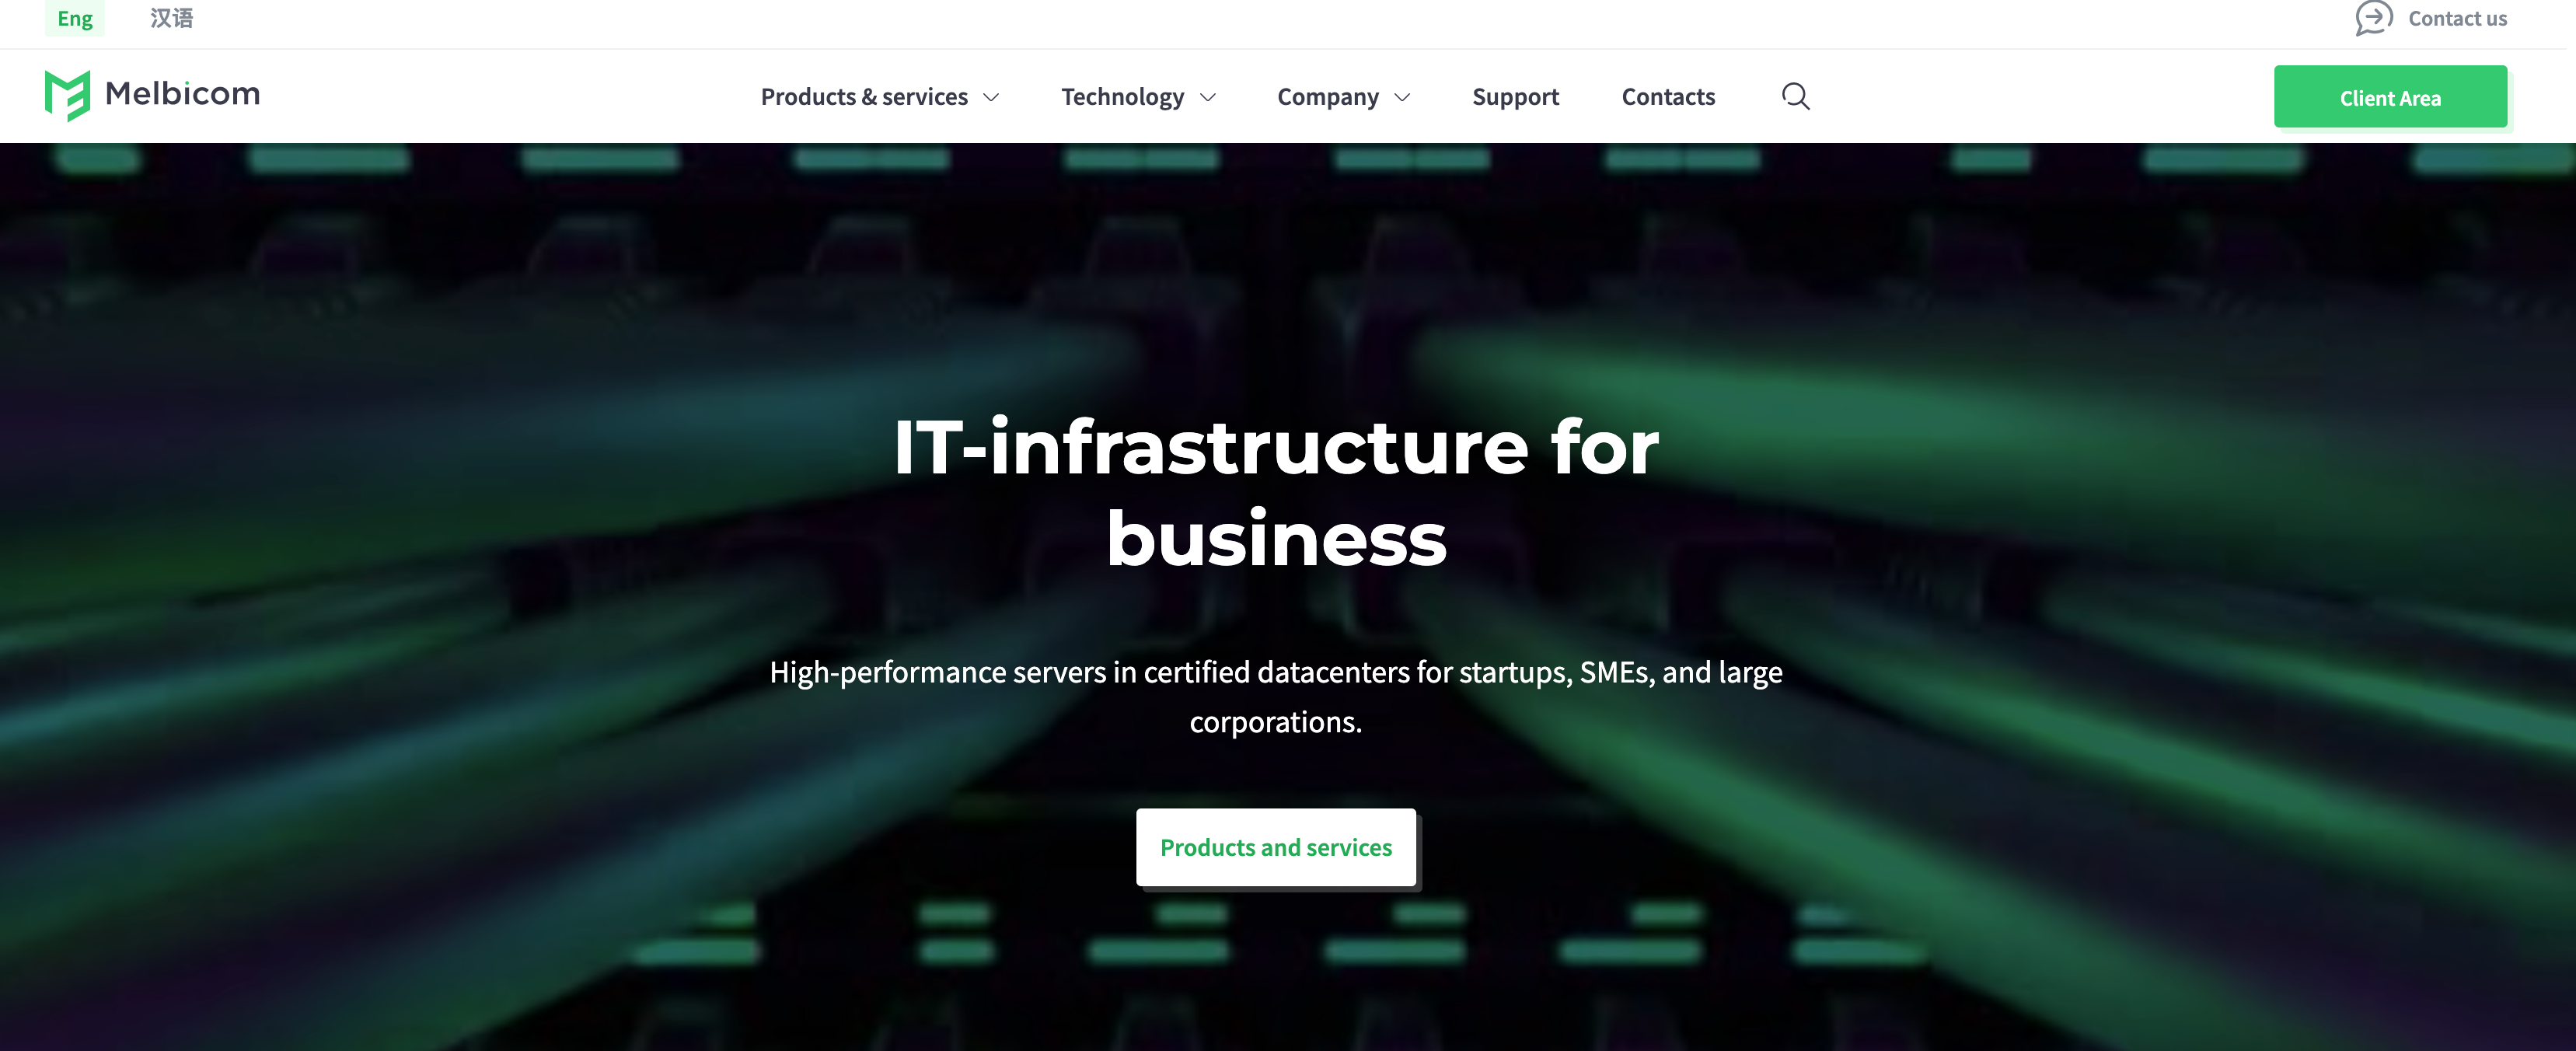 Eng
汉语
Contact us
Melbicom
Products & services
Technology
Company
Support
Contacts
Client Area
IT-infrastructure for
business
High-performance servers in certified datacenters for startups, SMEs, and large
corporations.
Products and services